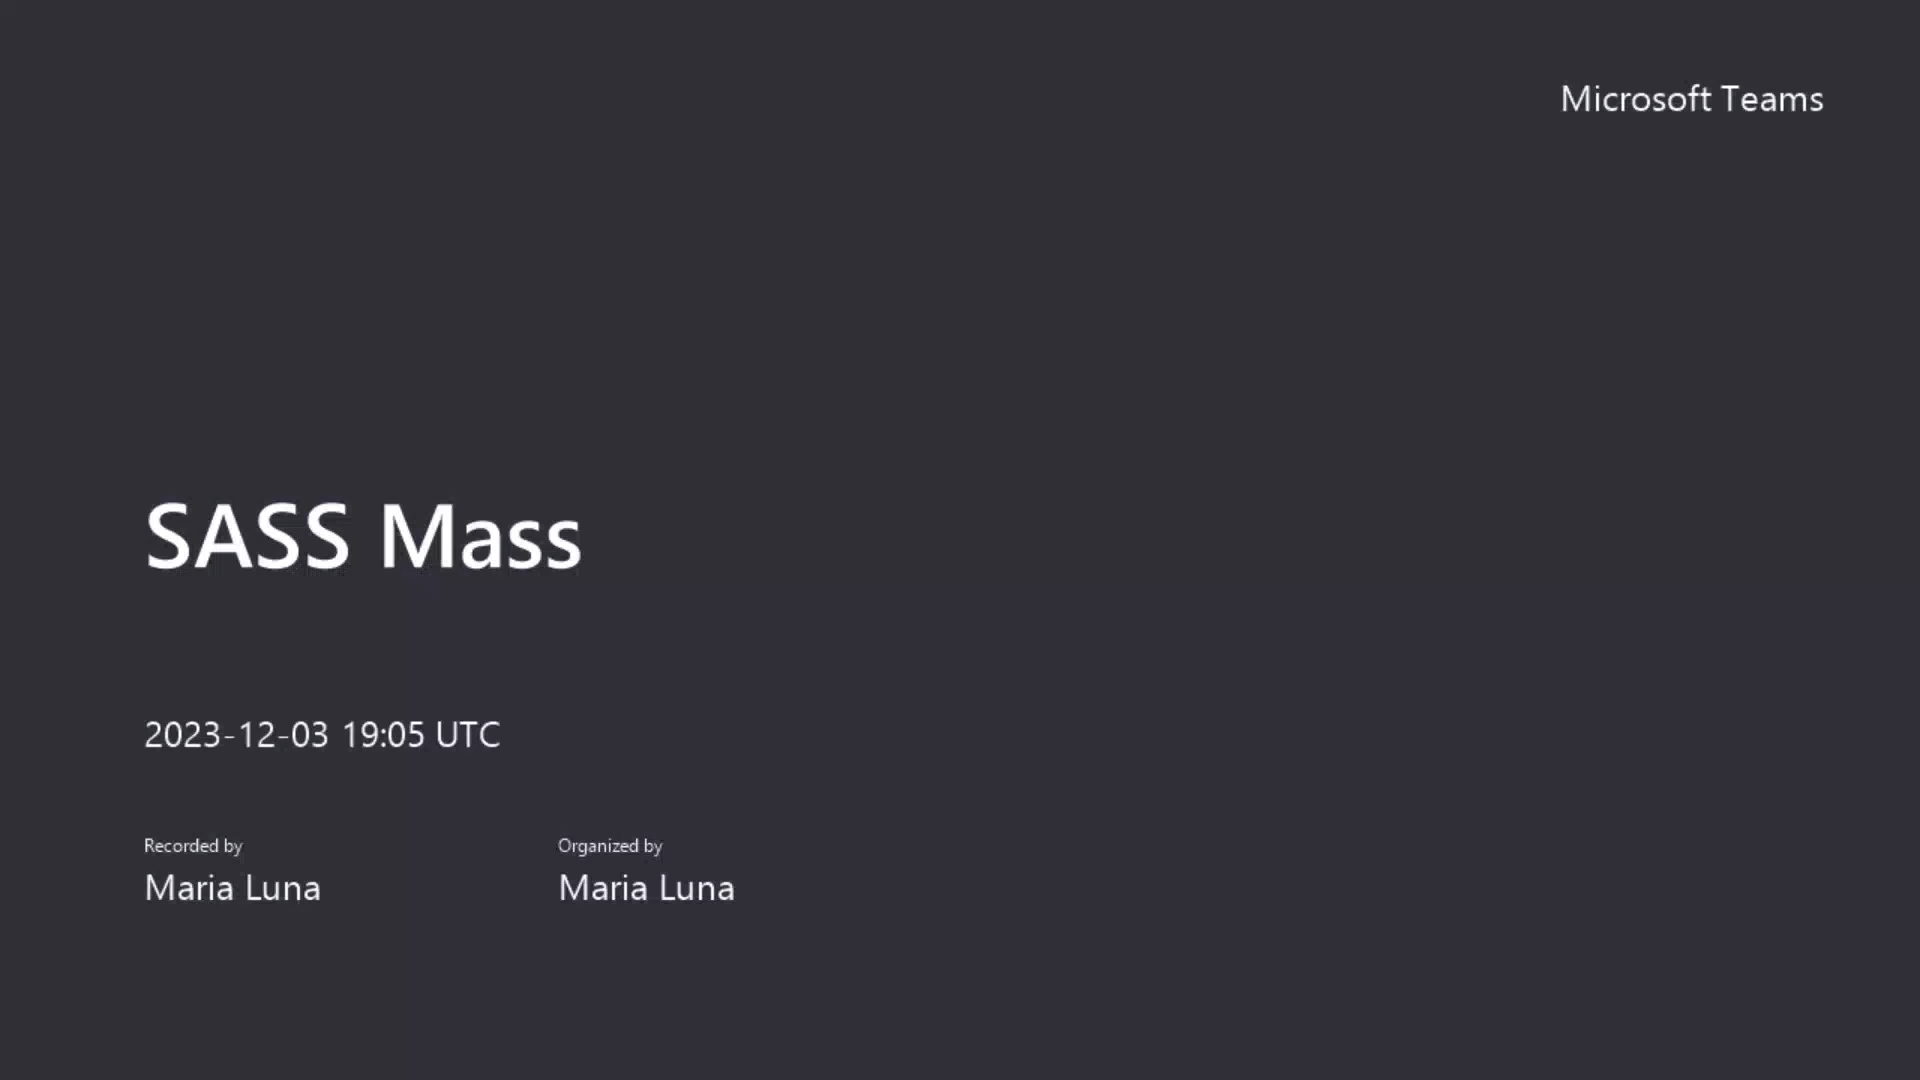 Microsoft Teams
SASS Mass
2023-12-03 19:05 UTC
Recorded by
Organized by
Maria Luna
Maria Luna